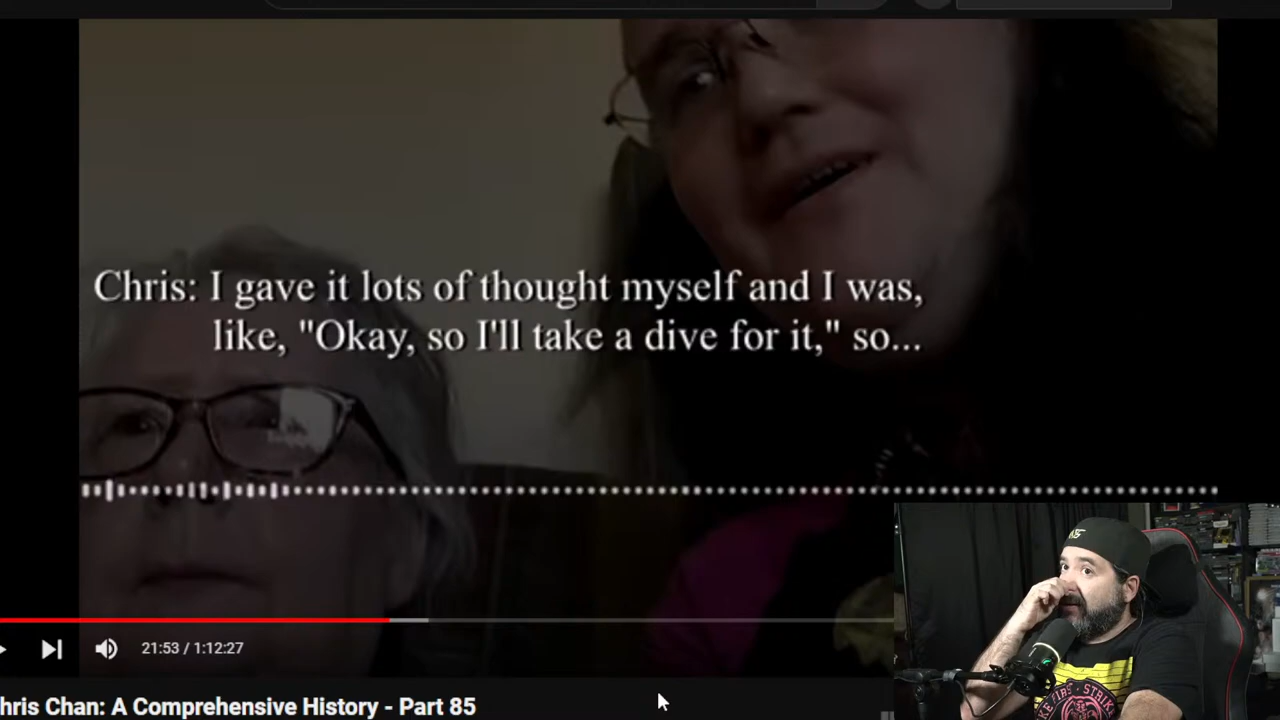 Chris: I gave it lots of thought myself and I was,
like, "Okay, so I'll take a dive for it," so...
21:53 / 1:12:27
hris Chan: A Comprehensive History - Part 85